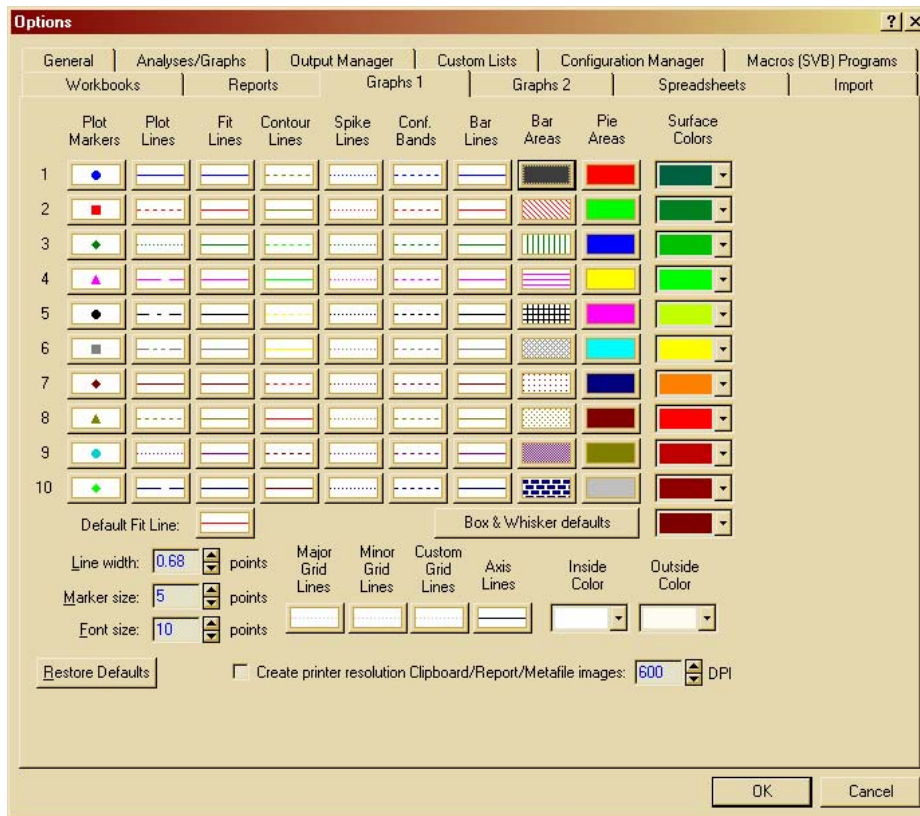 Options
General Analyses/Graphs Output Manager Custom Lists Configuration Manager Macros (SVB) Programs
Workbooks Reports Graphs 1 Graphs 2 Spreadsheets Import
Plot Markers Plot Lines Fit Lines Contour Lines Spike Lines Conf. Bands Bar Lines Bar Areas Pie Areas Surface Colors
1
2
3
4
5
6
7
8
9
10
Default Fit Line: Box & Whisker defaults
Line width: 0.68 points
Marker size: 5 points
Font size: 10 points
Major Grid Lines Minor Grid Lines Custom Grid Lines Axis Lines Inside Color Outside Color
Restore Defaults Create printer resolution Clipboard/Report/Metafile images: 600 DPI
OK Cancel